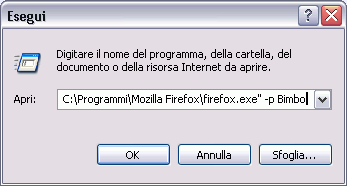 Esegui
Digitare il nome del programma, della cartella, del
documento o della risorsa Internet da aprire.
Apri:
C:\Programmi\Mozilla Firefox\firefox.exe" -p Bimbo
OK
Annulla
Sfoglia...